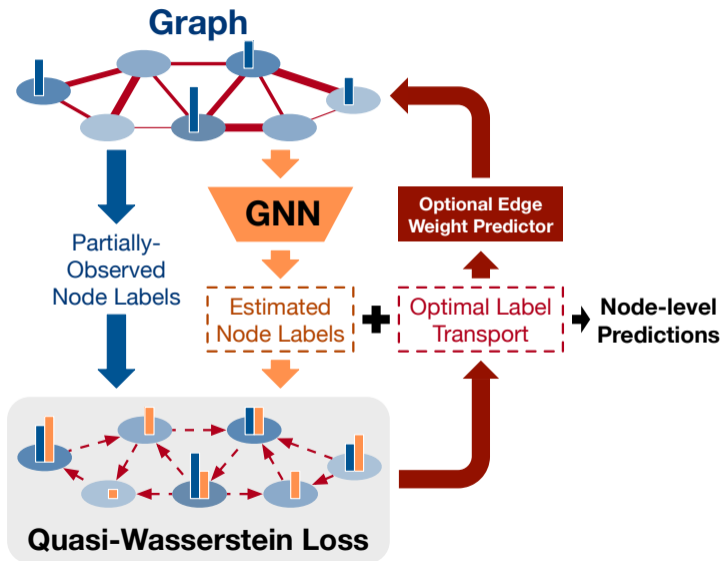 Graph
GNN
Optional Edge
Weight Predictor
Partially-
Observed
Node Labels
Estimated
Node Labels
Optimal Label
Transport
Node-level
Predictions
Quasi-Wasserstein Loss